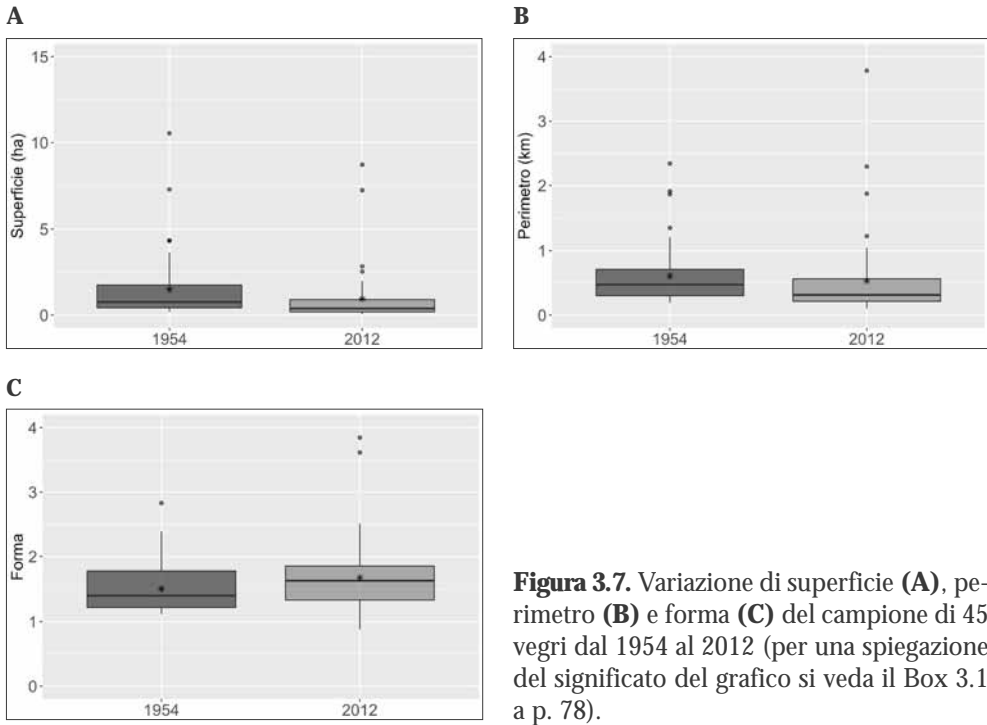 A
B
Superficie (ha)
15
10
5
0
1954
2012
Perimetro (km)
4
3
2
1
0
1954
2012
C
Forma
4
3
2
1
0
1954
2012
Figura 3.7. Variazione di superficie (A), pe-
rimetro (B) e forma (C) del campione di 45
vegri dal 1954 al 2012 (per una spiegazione
del significato del grafico si veda il Box 3.1
a p. 78).